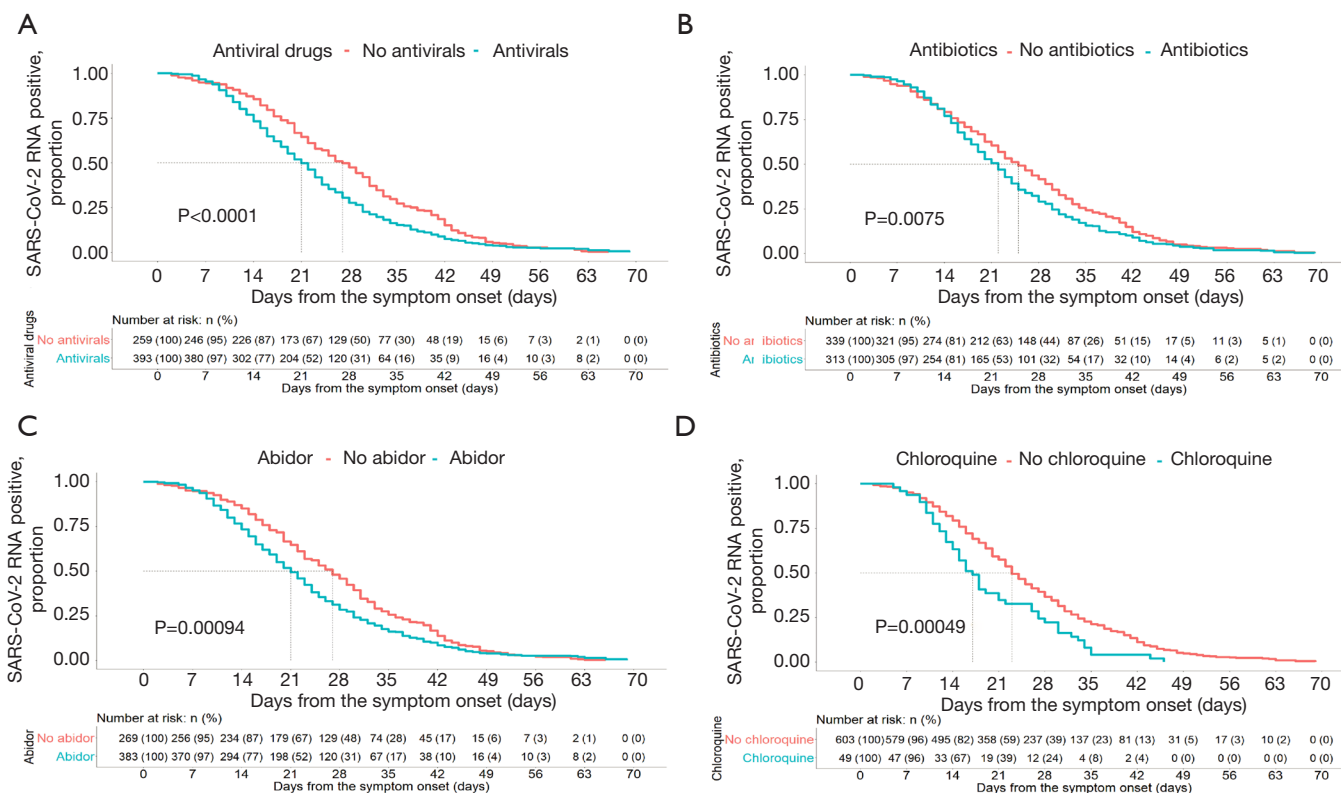 A
Antiviral drugs No antivirals Antivirals
SARS-CoV-2 RNA positive,
proportion
1.00
0.75
0.50
0.25
0.00
P<0.0001
0 7 14 21 28 35 42 49 56 63 70
Days from the symptom onset (days)
Antiviral drugs
Number at risk: n (%)
No antivirals 259 (100) 246 (95) 226 (87) 173 (67) 129 (50) 77 (30) 48 (19) 15 (6) 7 (3) 2 (1) 0 (0)
Antivirals 393 (100) 380 (97) 302 (77) 204 (52) 120 (31) 64 (16) 35 (9) 16 (4) 10 (3) 8 (2) 0 (0)
0 7 14 21 28 35 42 49 56 63 70
Days from the symptom onset (days)
B
Antibiotics No antibiotics Antibiotics
SARS-CoV-2 RNA positive,
proportion
1.00
0.75
0.50
0.25
0.00
P=0.0075
0 7 14 21 28 35 42 49 56 63 70
Days from the symptom onset (days)
Antibiotics
Number at risk: n (%)
No ar ibiotics 339 (100) 321 (95) 274 (81) 212 (63) 148 (44) 87 (26) 51 (15) 17 (5) 11 (3) 5 (1) 0 (0)
Ar ibiotics 313 (100) 305 (97) 254 (81) 165 (53) 101 (32) 54 (17) 32 (10) 14 (4) 6 (2) 5 (2) 0 (0)
0 7 14 21 28 35 42 49 56 63 70
Days from the symptom onset (days)
C
Abidor No abidor Abidor
SARS-CoV-2 RNA positive,
proportion
1.00
0.75
0.50
0.25
0.00
P=0.00094
0 7 14 21 28 35 42 49 56 63 70
Days from the symptom onset (days)
Abidor
Number at risk: n (%)
No abidor 269 (100) 256 (95) 234 (87) 179 (67) 129 (48) 74 (28) 45 (17) 15 (6) 7 (3) 2 (1) 0 (0)
Abidor 383 (100) 370 (97) 294 (77) 198 (52) 120 (31) 67 (17) 38 (10) 16 (4) 10 (3) 8 (2) 0 (0)
0 7 14 21 28 35 42 49 56 63 70
Days from the symptom onset (days)
D
Chloroquine No chloroquine Chloroquine
SARS-CoV-2 RNA positive,
proportion
1.00
0.75
0.50
0.25
0.00
P=0.00049
0 7 14 21 28 35 42 49 56 63 70
Days from the symptom onset (days)
Chloroquine
Number at risk: n (%)
No chloroquine 603 (100) 579 (96) 495 (82) 358 (59) 237 (39) 137 (23) 81 (13) 31 (5) 17 (3) 10 (2) 0 (0)
Chloroquine 49 (100) 47 (96) 33 (67) 19 (39) 12 (24) 4 (8) 2 (4) 0 (0) 0 (0) 0 (0) 0 (0)
0 7 14 21 28 35 42 49 56 63 70
Days from the symptom onset (days)